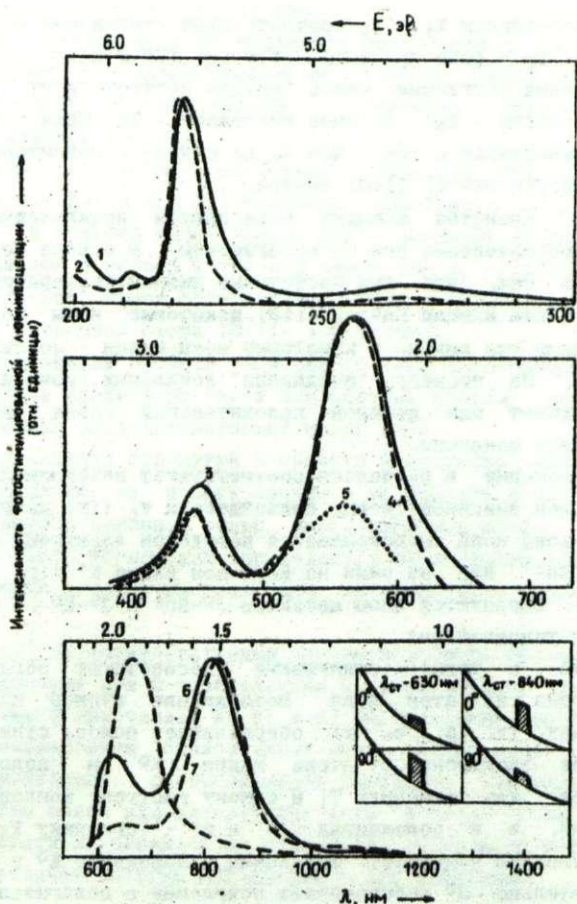 E, эВ
6.0 5.0
Интенсивность фотостимулированной люминесценции
(отн. единицы)
2 1
200 250 300
3.0 2.0
3 5 4
400 500 600 700
2.0 1.5 1.0
8 6 7
λст-630 нм λст-840 нм
0° 0°
90° 90°
600 800 1000 1200 1400
λ, нм